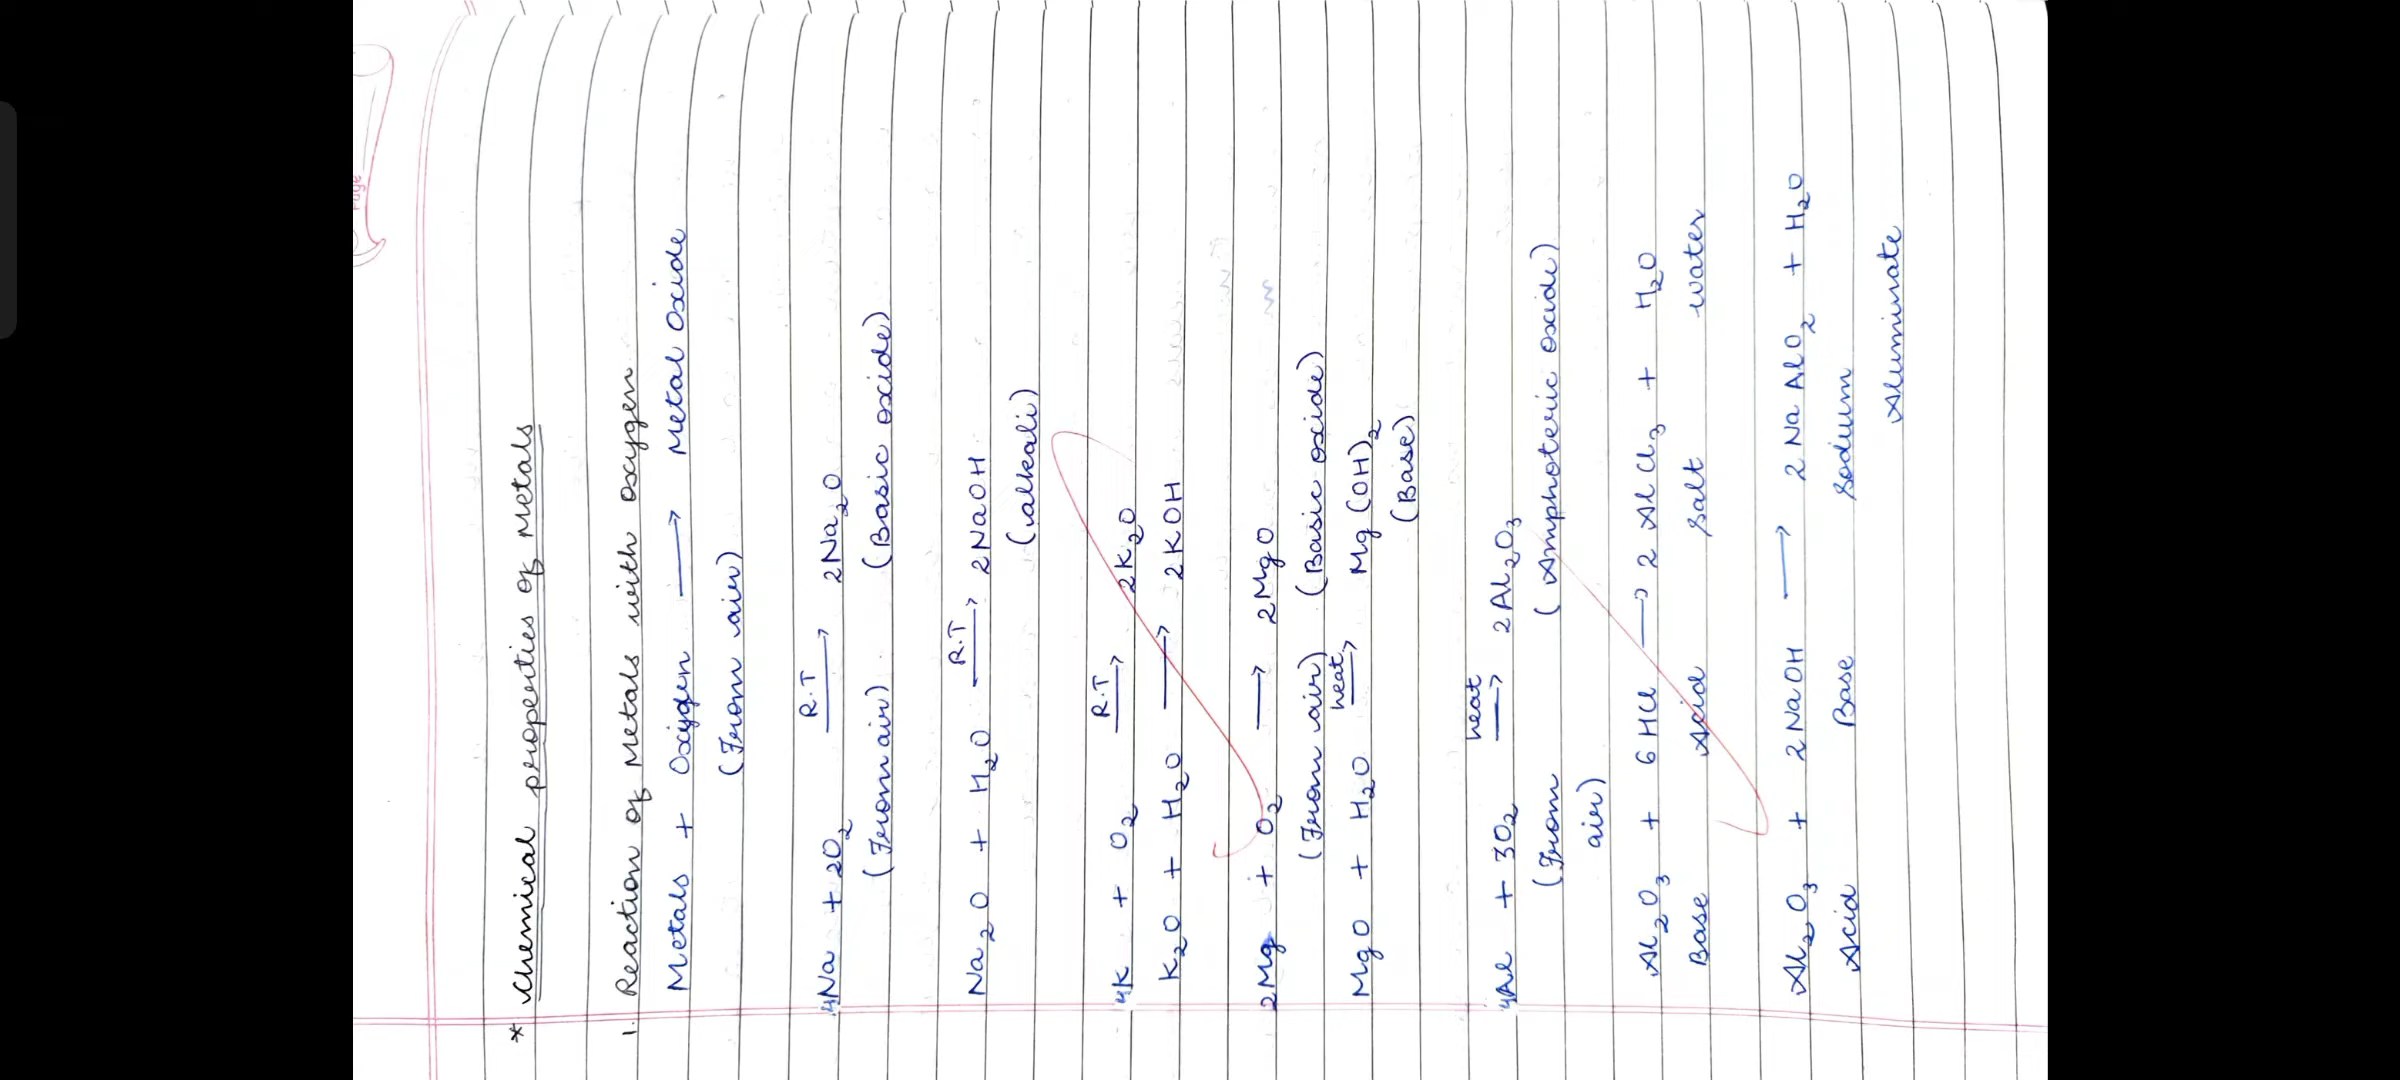 Page
* Chemical properties of Metals
1. Reaction of Metals with oxygen
Metals + Oxygen ⟶ Metal Oxide
(From air)
4Na + 2O₂ —R.T→ 2Na₂O
(From air) (Basic oxide)
Na₂O + H₂O —R.T→ 2NaOH
(alkali)
4K + O₂ —R.T→ 2K₂O
K₂O + H₂O ⟶ 2KOH
2Mg + O₂ ⟶ 2MgO
(From air) (Basic oxide)
MgO + H₂O —heat→ Mg(OH)₂
(Base)
4Al + 3O₂ —heat→ 2Al₂O₃
(From (Amphoteric oxide)
air)
Al₂O₃ + 6HCl ⟶ 2AlCl₃ + H₂O
Base Acid Salt water
Al₂O₃ + 2NaOH ⟶ 2NaAlO₂ + H₂O
Acid Base Sodium
Aluminate